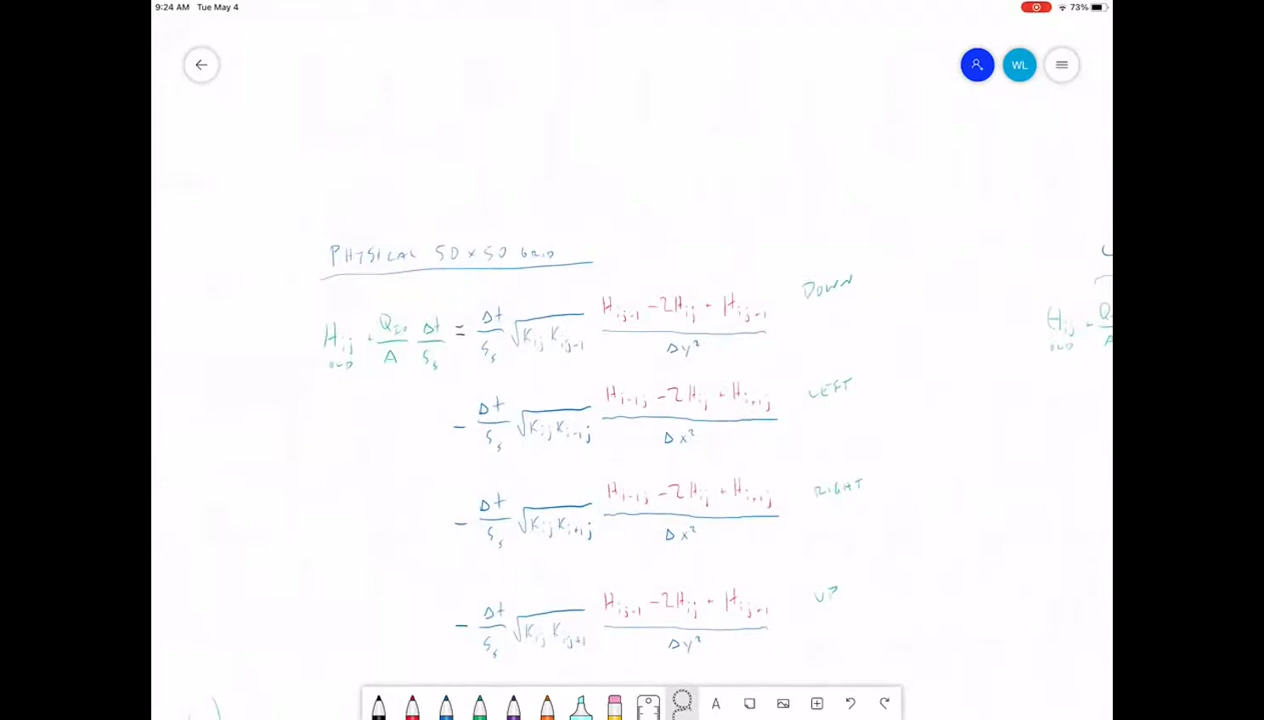 9:24 AM Tue May 4
73%
WL
PHYSICAL 50 x 50 GRID
H_ij OLD + Q_20/A Δt/S_s = Δt/S_s √(K_ij K_ij-1) (H_ij-1 - 2H_ij + H_ij+1)/Δy² DOWN
- Δt/S_s √(K_ij K_i-1j) (H_i-1j - 2H_ij + H_i+1j)/Δx² LEFT
- Δt/S_s √(K_ij K_i+1j) (H_i-1j - 2H_ij + H_i+1j)/Δx² RIGHT
- Δt/S_s √(K_ij K_ij+1) (H_ij-1 - 2H_ij + H_ij+1)/Δy² UP
H_ij OLD
A